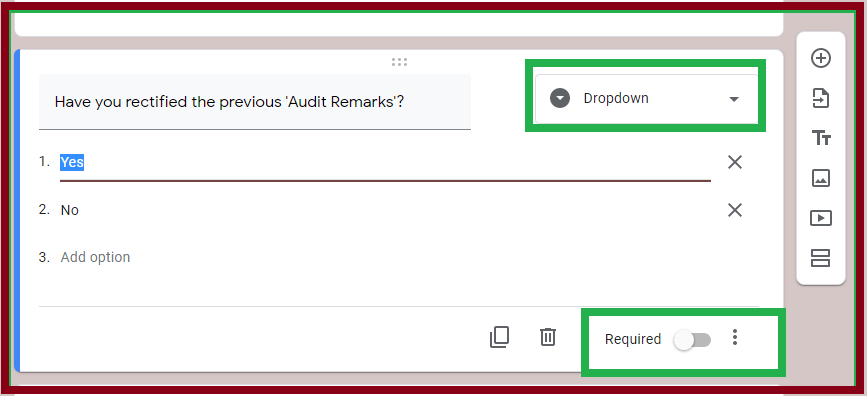 Have you rectified the previous 'Audit Remarks'?
Dropdown
1. Yes
2. No
3. Add option
Required